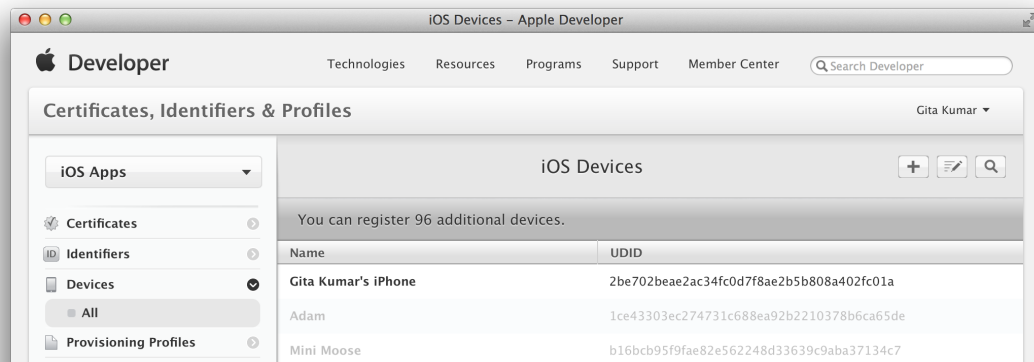 iOS Devices – Apple Developer
Developer
Technologies Resources Programs Support Member Center Search Developer
Certificates, Identifiers & Profiles Gita Kumar
iOS Apps
iOS Devices
You can register 96 additional devices.
Certificates
ID Identifiers
Devices
All
Provisioning Profiles
Name UDID
Gita Kumar's iPhone 2be702beae2ac34fc0d7f8ae2b5b808a402fc01a
Adam 1ce43303ec274731c688ea92b2210378b6ca65de
Mini Moose b16bcb95f9fae82e562248d33639c9aba37134c7